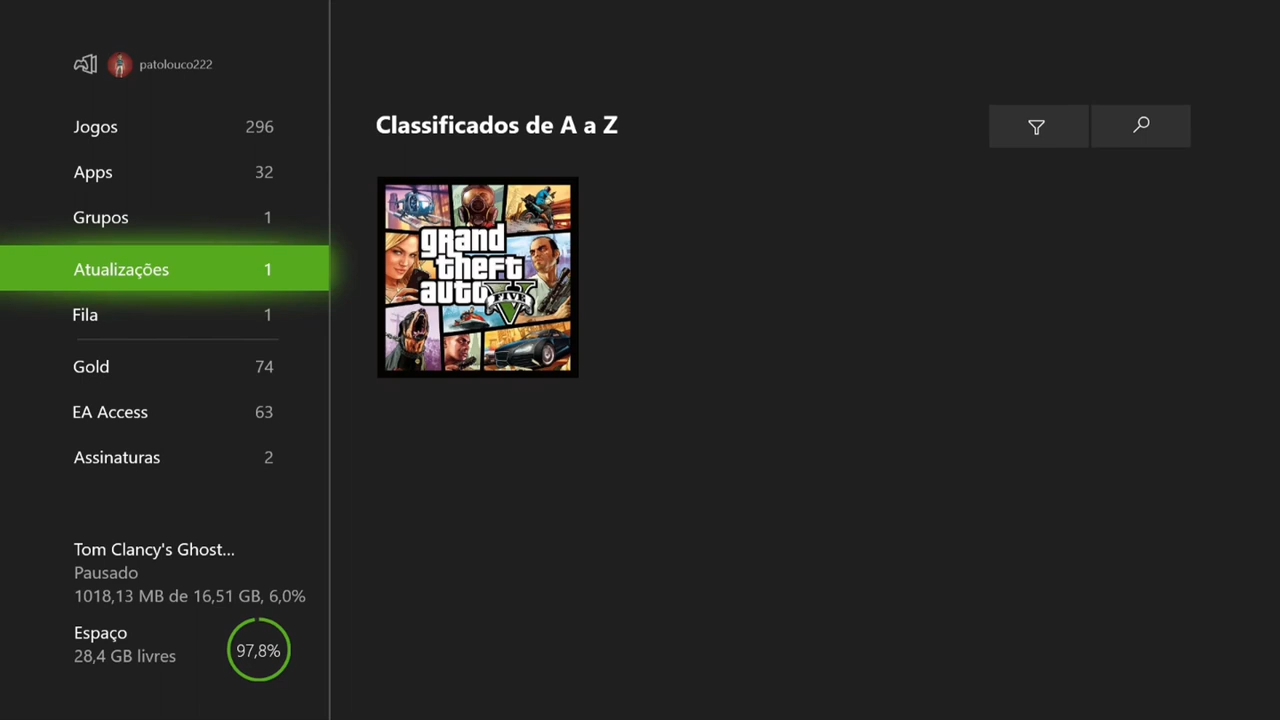 patolouco222
Jogos 296
Apps 32
Grupos 1
Atualizações 1
Fila 1
Gold 74
EA Access 63
Assinaturas 2
Tom Clancy's Ghost...
Pausado
1018,13 MB de 16,51 GB, 6,0%
Espaço
28,4 GB livres
97,8%
Classificados de A a Z
grand
theft
auto
FIVE
V